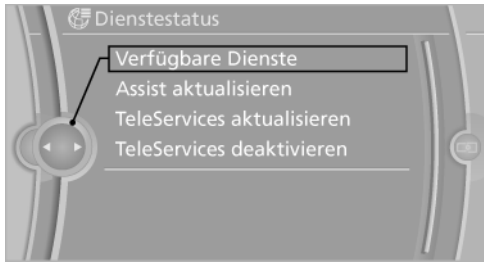 Dienstestatus
Verfügbare Dienste
Assist aktualisieren
TeleServices aktualisieren
TeleServices deaktivieren